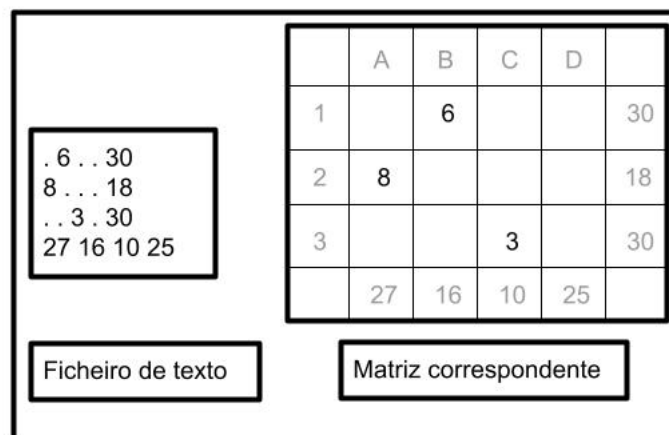 . 6 . . 30
8 . . . 18
. . 3 . 30
27 16 10 25
Ficheiro de texto
A B C D
1 6 30
2 8 18
3 3 30
27 16 10 25
Matriz correspondente